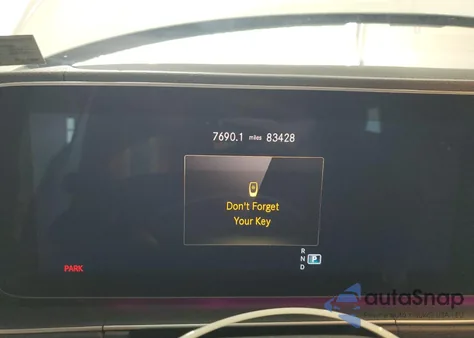 7690.1 miles 83428
Don't Forget
Your Key
R
N
P
D
PARK
autoSnap